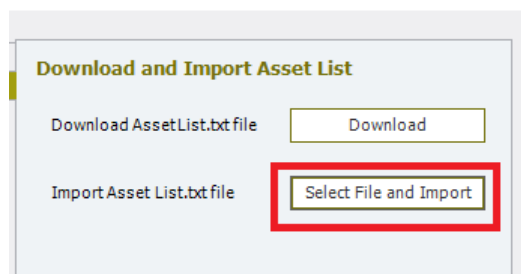 Download and Import Asset List
Download AssetList.txt file
Download
Import Asset List.txt file
Select File and Import